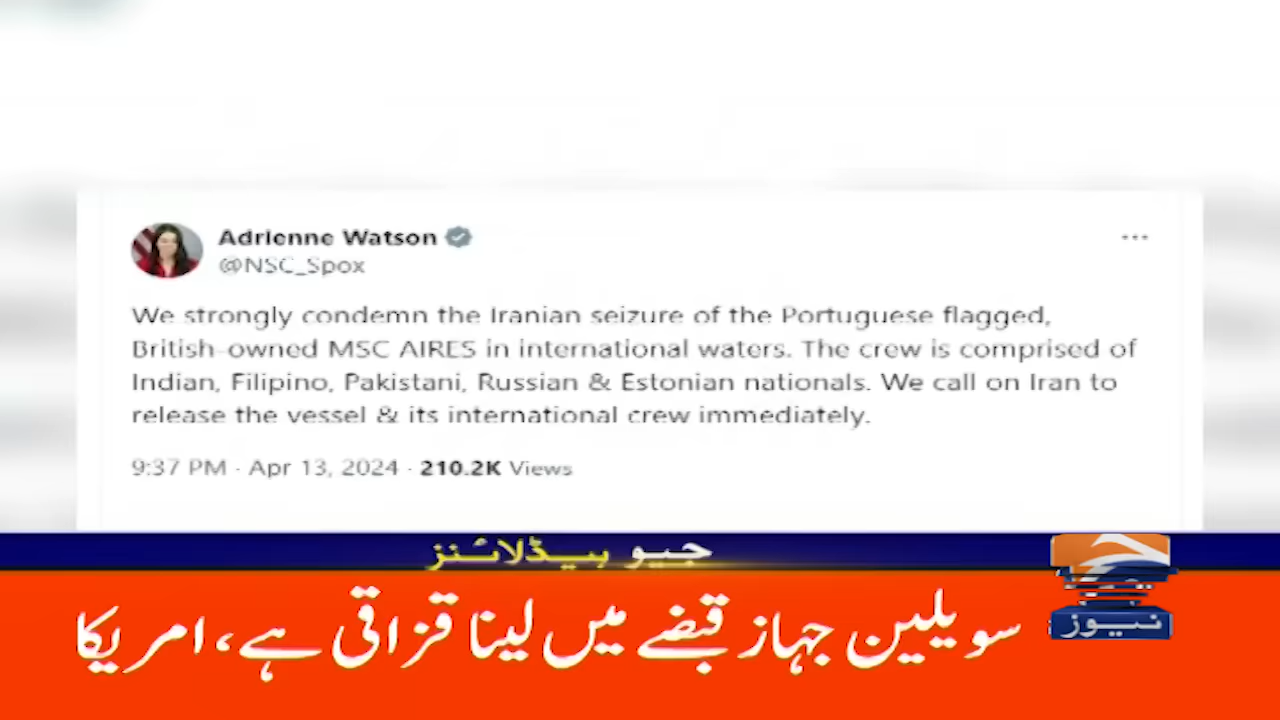 Adrienne Watson
@NSC_Spox
We strongly condemn the Iranian seizure of the Portuguese flagged,
British-owned MSC AIRES in international waters. The crew is comprised of
Indian, Filipino, Pakistani, Russian & Estonian nationals. We call on Iran to
release the vessel & its international crew immediately.
9:37 PM · Apr 13, 2024 · 210.2K Views
جیو ہیڈلائنز
سویلین جہاز قبضے میں لینا قزاقی ہے، امریکا
نیوز